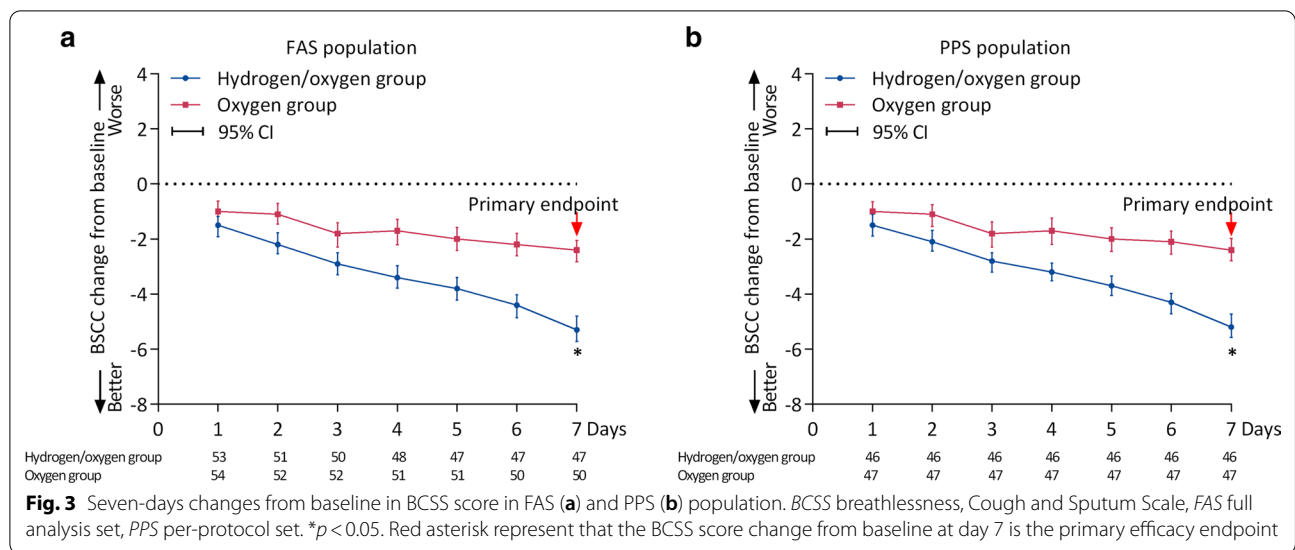 a
FAS population
Hydrogen/oxygen group
Oxygen group
95% CI
Worse
BSCC change from baseline
Better
4
2
0
-2
-4
-6
-8
Primary endpoint
*
0 1 2 3 4 5 6 7 Days
Hydrogen/oxygen group 53 51 50 48 47 47 47
Oxygen group 54 52 52 51 51 50 50
b
PPS population
Hydrogen/oxygen group
Oxygen group
95% CI
Worse
BSCC change from baseline
Better
4
2
0
-2
-4
-6
-8
Primary endpoint
*
0 1 2 3 4 5 6 7 Days
Hydrogen/oxygen group 46 46 46 46 46 46 46
Oxygen group 47 47 47 47 47 47 47
Fig. 3 Seven-days changes from baseline in BCSS score in FAS (a) and PPS (b) population. BCSS breathlessness, Cough and Sputum Scale, FAS full
analysis set, PPS per-protocol set. *p < 0.05. Red asterisk represent that the BCSS score change from baseline at day 7 is the primary efficacy endpoint